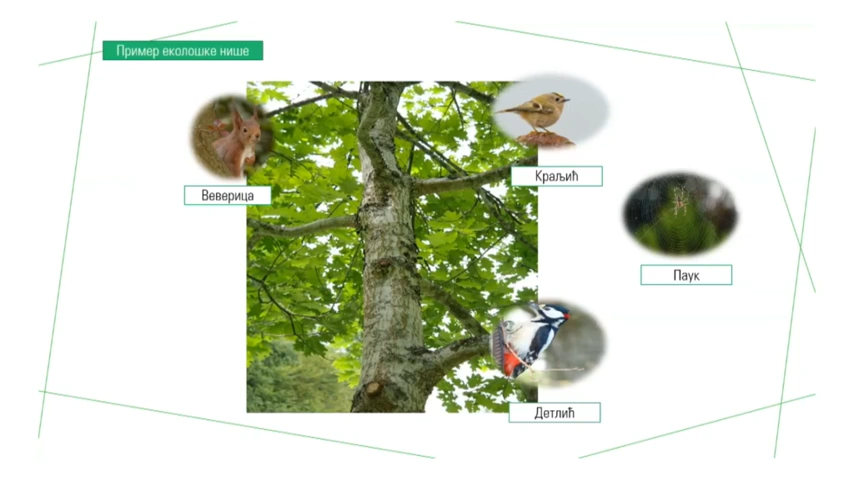 Пример еколошке нише
Веверица
Краљић
Паук
Детлић